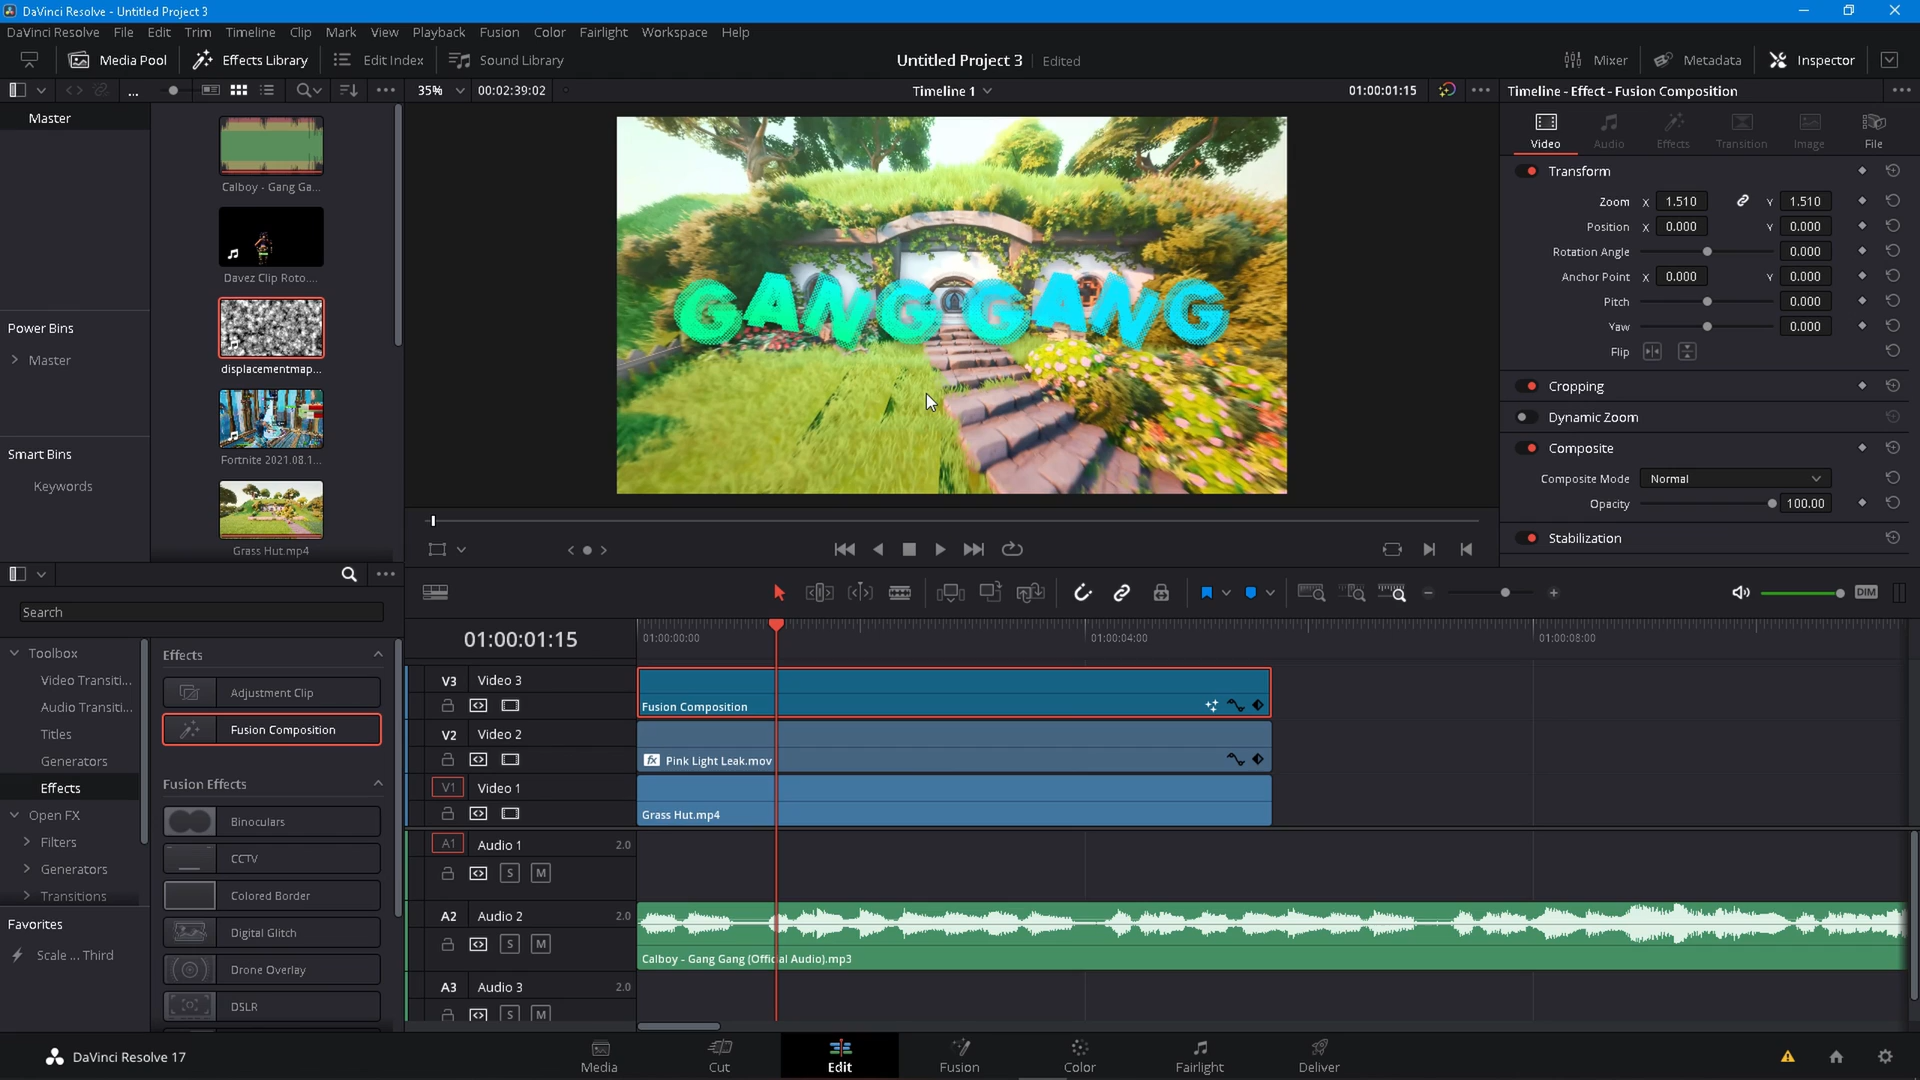 DaVinci Resolve - Untitled Project 3
DaVinci Resolve File Edit Trim Timeline Clip Mark View Playback Fusion Color Fairlight Workspace Help
Media Pool Effects Library Edit Index Sound Library Untitled Project 3 Edited Mixer Metadata Inspector
... 35% 00:02:39:02 Timeline 1 01:00:01:15 Timeline - Effect - Fusion Composition
Master
Power Bins
Master
Smart Bins
Keywords
Calboy - Gang Ga...
Davez Clip Roto....
displacementmap...
Fortnite 2021.08.1...
Grass Hut.mp4
GANG GANG
Video Audio Effects Transition Image File
Transform
Zoom X 1.510 Y 1.510
Position X 0.000 Y 0.000
Rotation Angle 0.000
Anchor Point X 0.000 Y 0.000
Pitch 0.000
Yaw 0.000
Flip
Cropping
Dynamic Zoom
Composite
Composite Mode Normal
Opacity 100.00
Stabilization
DIM
Search
Toolbox
Video Transiti...
Audio Transiti...
Titles
Generators
Effects
Open FX
Filters
Generators
Transitions
Favorites
Scale ... Third
Effects
Adjustment Clip
Fusion Composition
Fusion Effects
Binoculars
CCTV
Colored Border
Digital Glitch
Drone Overlay
DSLR
01:00:01:15 01:00:00:00 01:00:04:00 01:00:08:00
V3 Video 3
Fusion Composition
V2 Video 2
fx Pink Light Leak.mov
V1 Video 1
Grass Hut.mp4
A1 Audio 1 2.0
S M
A2 Audio 2 2.0
S M
Calboy - Gang Gang (Official Audio).mp3
A3 Audio 3 2.0
S M
DaVinci Resolve 17 Media Cut Edit Fusion Color Fairlight Deliver